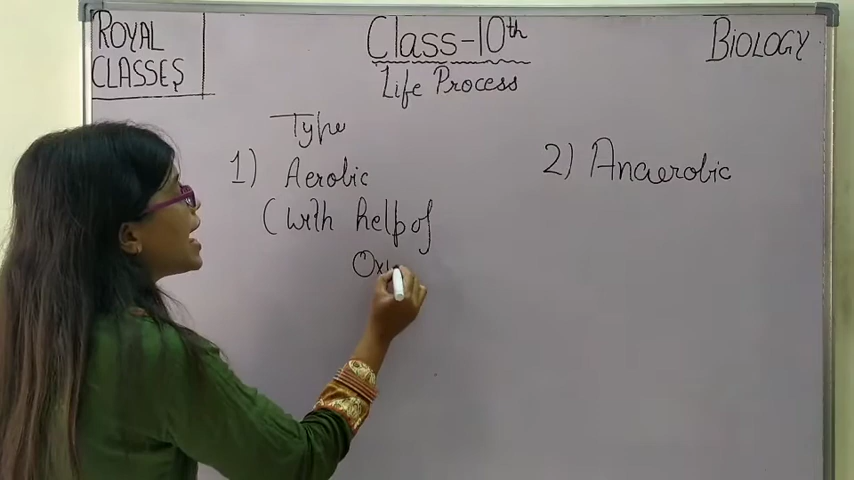 ROYAL
CLASSES
Class-10th
Life Process
BIOLOGY
Type
1) Aerobic
(with help of
2) Anaerobic